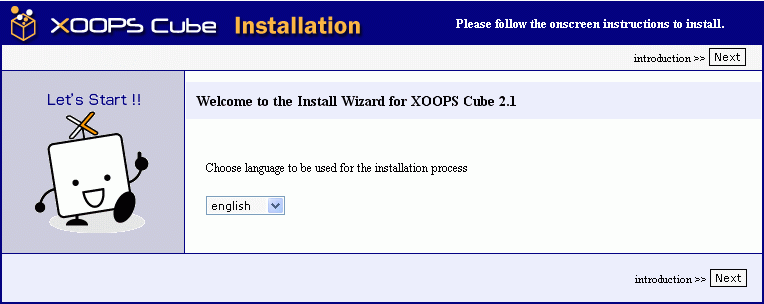 XOOPS Cube Installation
Please follow the onscreen instructions to install.
introduction >> Next
Let's Start !!
Welcome to the Install Wizard for XOOPS Cube 2.1
Choose language to be used for the installation process
english
introduction >> Next